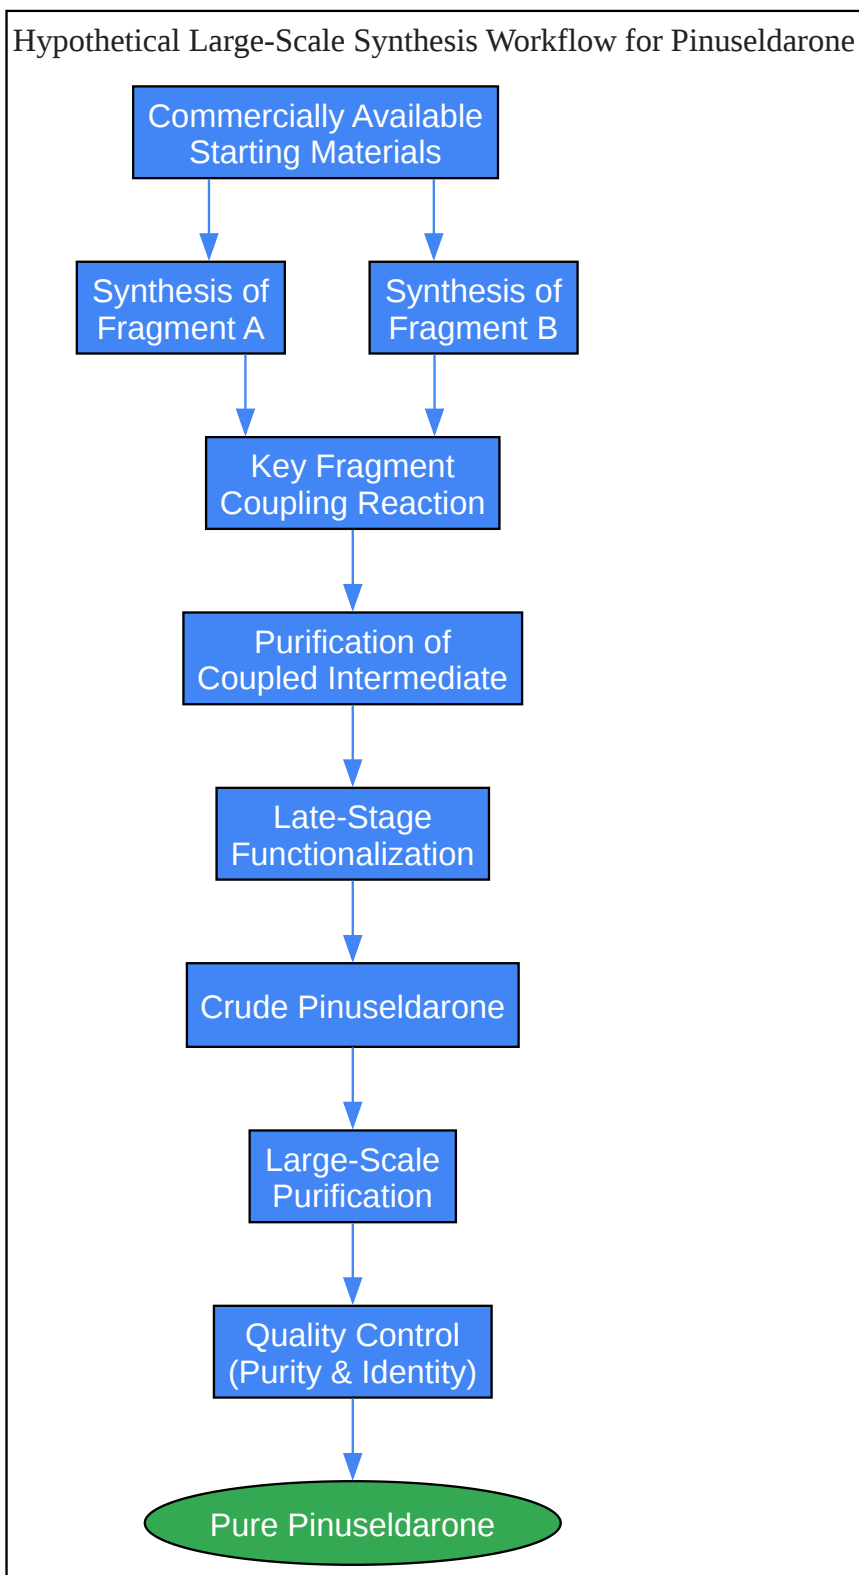 Hypothetical Large-Scale Synthesis Workflow for Pinuseldarone
Commercially Available
Starting Materials
Synthesis of
Fragment A
Synthesis of
Fragment B
Key Fragment
Coupling Reaction
Purification of
Coupled Intermediate
Late-Stage
Functionalization
Crude Pinuseldarone
Large-Scale
Purification
Quality Control
(Purity & Identity)
Pure Pinuseldarone